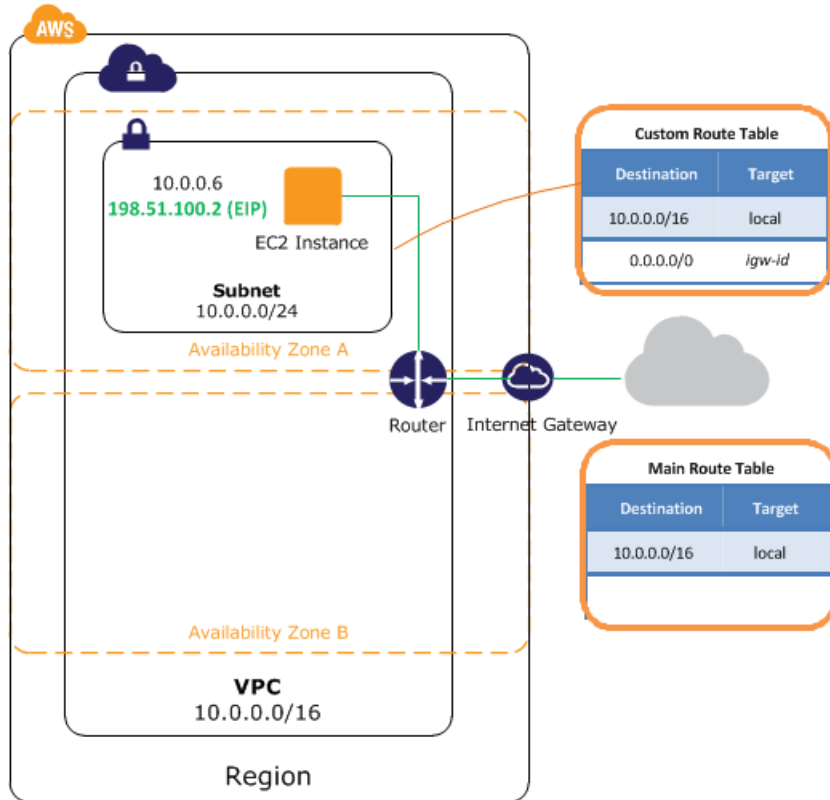 AWS
10.0.0.6
198.51.100.2 (EIP)
EC2 Instance
Subnet
10.0.0.0/24
Availability Zone A
Router
Internet Gateway
Availability Zone B
VPC
10.0.0.0/16
Region
Custom Route Table
Destination Target
10.0.0.0/16 local
0.0.0.0/0 igw-id
Main Route Table
Destination Target
10.0.0.0/16 local